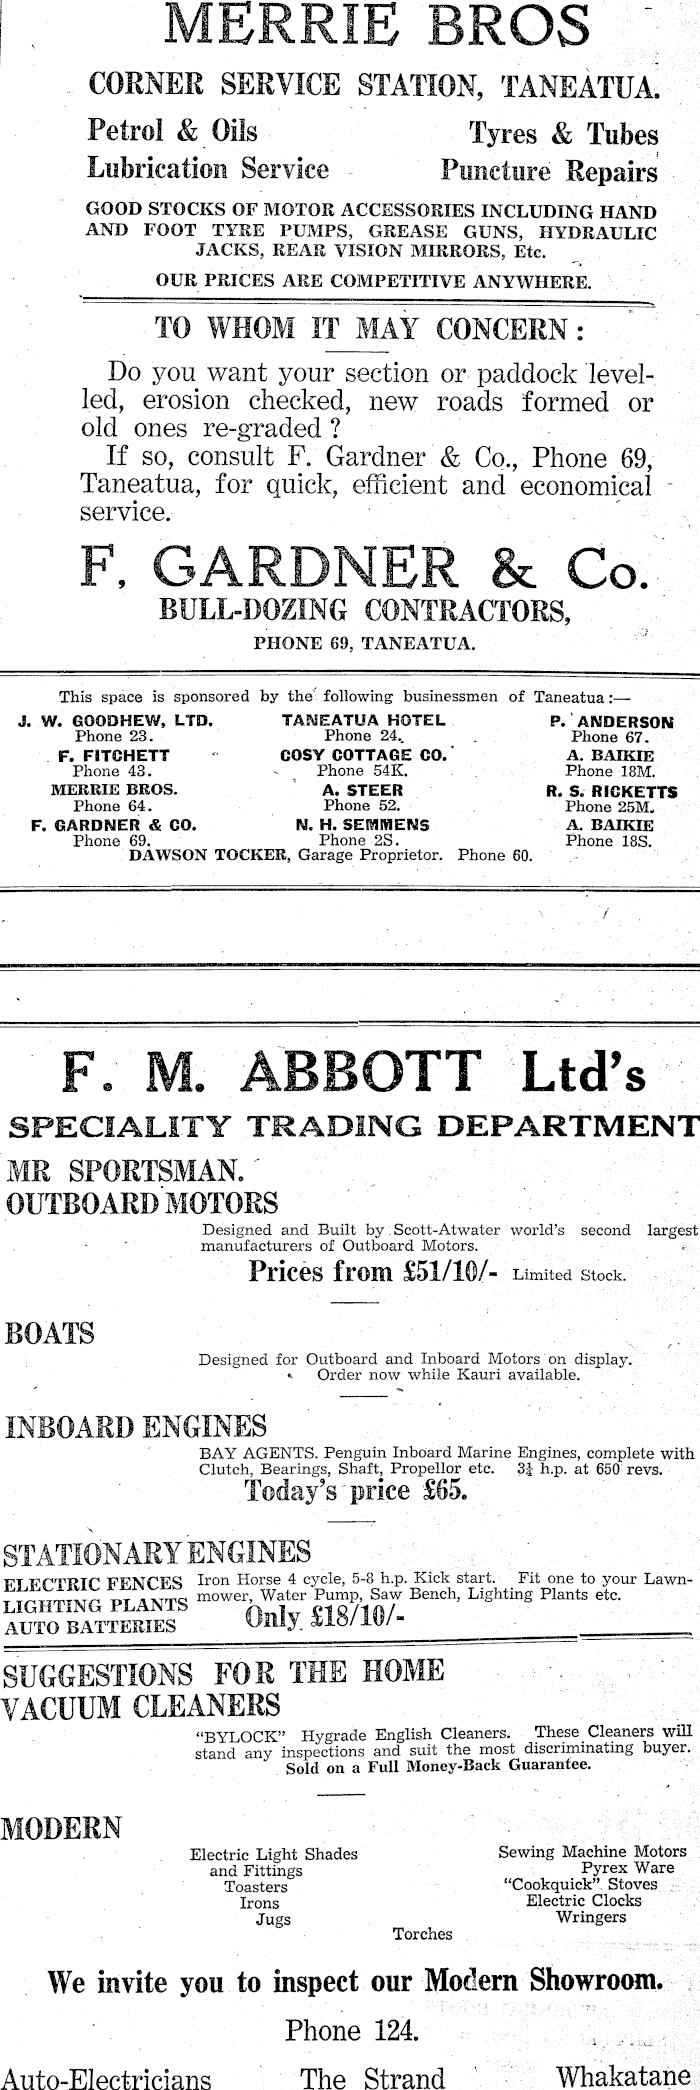 MERRIE BROS
CORNER SERVICE STATION, TANEATUA.
Petrol & Oils Tyres & Tubes
Lubrication Service Puncture Repairs
GOOD STOCKS OF MOTOR ACCESSORIES INCLUDING HAND
AND FOOT TYRE PUMPS, GREASE GUNS, HYDRAULIC
JACKS, REAR VISION MIRRORS, Etc.
OUR PRICES ARE COMPETITIVE ANYWHERE.
TO WHOM IT MAY CONCERN :
Do you want your section or paddock level-
led, erosion checked, new roads formed or
old ones re-graded ?
If so, consult F. Gardner & Co., Phone 69,
Taneatua, for quick, efficient and economical
service.
F. GARDNER & Co.
BULL-DOZING CONTRACTORS,
PHONE 69, TANEATUA.
This space is sponsored by the following businessmen of Taneatua :—
J. W. GOODHEW, LTD. TANEATUA HOTEL P. ANDERSON
Phone 23. Phone 24. Phone 67.
F. FITCHETT COSY COTTAGE CO. A. BAIKIE
Phone 43. Phone 54K. Phone 18M.
MERRIE BROS. A. STEER R. S. RICKETTS
Phone 64. Phone 52. Phone 25M.
F. GARDNER & CO. N. H. SEMMENS A. BAIKIE
Phone 69. Phone 2S. Phone 18S.
DAWSON TOCKER, Garage Proprietor. Phone 60.
F. M. ABBOTT Ltd's
SPECIALITY TRADING DEPARTMENT
MR SPORTSMAN.
OUTBOARD MOTORS
Designed and Built by Scott-Atwater world's second largest
manufacturers of Outboard Motors.
Prices from £51/10/- Limited Stock.
BOATS
Designed for Outboard and Inboard Motors on display.
Order now while Kauri available.
INBOARD ENGINES
BAY AGENTS. Penguin Inboard Marine Engines, complete with
Clutch, Bearings, Shaft, Propellor etc. 3½ h.p. at 650 revs.
Today's price £65.
STATIONARY ENGINES
ELECTRIC FENCES Iron Horse 4 cycle, 5-8 h.p. Kick start. Fit one to your Lawn-
LIGHTING PLANTS mower, Water Pump, Saw Bench, Lighting Plants etc.
AUTO BATTERIES Only £18/10/-
SUGGESTIONS FOR THE HOME
VACUUM CLEANERS
"BYLOCK" Hygrade English Cleaners. These Cleaners will
stand any inspections and suit the most discriminating buyer.
Sold on a Full Money-Back Guarantee.
MODERN
Electric Light Shades Sewing Machine Motors
and Fittings Pyrex Ware
Toasters "Cookquick" Stoves
Irons Electric Clocks
Jugs Wringers
Torches
We invite you to inspect our Modern Showroom.
Phone 124.
Auto-Electricians The Strand Whakatane